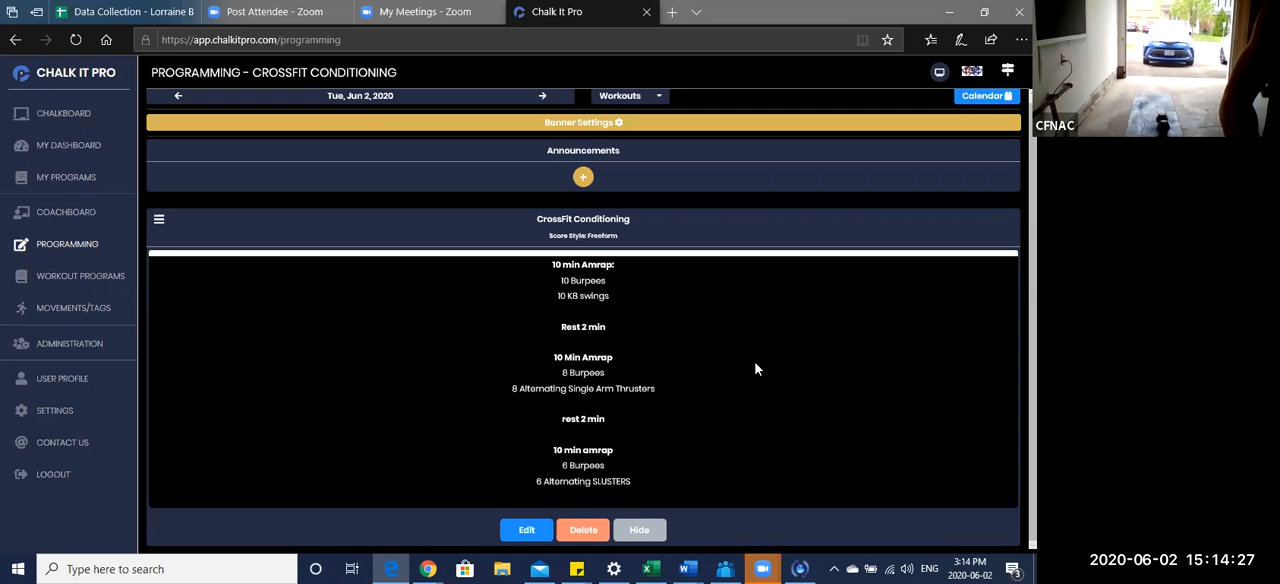 Data Collection - Lorraine B
Post Attendee - Zoom
My Meetings - Zoom
Chalk It Pro
https://app.chalkitpro.com/programming
CHALK IT PRO
CHALKBOARD
MY DASHBOARD
MY PROGRAMS
COACHBOARD
PROGRAMMING
WORKOUT PROGRAMS
MOVEMENTS/TAGS
ADMINISTRATION
USER PROFILE
SETTINGS
CONTACT US
LOGOUT
PROGRAMMING - CROSSFIT CONDITIONING
Tue, Jun 2, 2020
Workouts
Calendar
Banner Settings
Announcements
CrossFit Conditioning
Score Style: Freeform
10 min Amrap:
10 Burpees
10 KB swings
Rest 2 min
10 Min Amrap
8 Burpees
8 Alternating Single Arm Thrusters
rest 2 min
10 min amrap
6 Burpees
6 Alternating SLUSTERS
Edit
Delete
Hide
CFNAC
Type here to search
ENG
3:14 PM
2020-06-02
3
2020-06-02 15:14:27